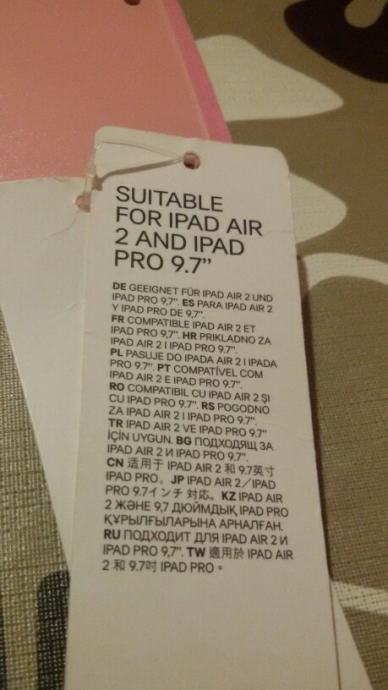 SUITABLE
FOR IPAD AIR
2 AND IPAD
PRO 9.7"
DE GEEIGNET FÜR IPAD AIR 2 UND
IPAD PRO 9,7". ES PARA IPAD AIR 2
Y IPAD PRO DE 9,7".
FR COMPATIBLE IPAD AIR 2 ET
IPAD PRO 9,7". HR PRIKLADNO ZA
IPAD AIR 2 I IPAD PRO 9.7".
PL PASUJE DO IPADA AIR 2 I IPADA
PRO 9.7". PT COMPATÍVEL COM
IPAD AIR 2 E IPAD PRO 9.7".
RO COMPATIBIL CU IPAD AIR 2 ȘI
CU IPAD PRO 9.7". RS POGODNO
ZA IPAD AIR 2 I IPAD PRO 9.7".
TR IPAD AIR 2 VE IPAD PRO 9.7"
İÇİN UYGUN. BG ПОДХОДЯЩ ЗА
IPAD AIR 2 И IPAD PRO 9.7".
CN 适用于 IPAD AIR 2 和 9.7英寸
IPAD PRO。JP IPAD AIR 2／IPAD
PRO 9.7インチ 対応。KZ IPAD AIR
2 ЖӘНЕ 9,7 ДЮЙМДЫҚ IPAD PRO
ҚҰРЫЛҒЫЛАРЫНА АРНАЛҒАН.
RU ПОДХОДИТ ДЛЯ IPAD AIR 2 И
IPAD PRO 9,7". TW 適用於 IPAD AIR
2 和 9.7吋 IPAD PRO。